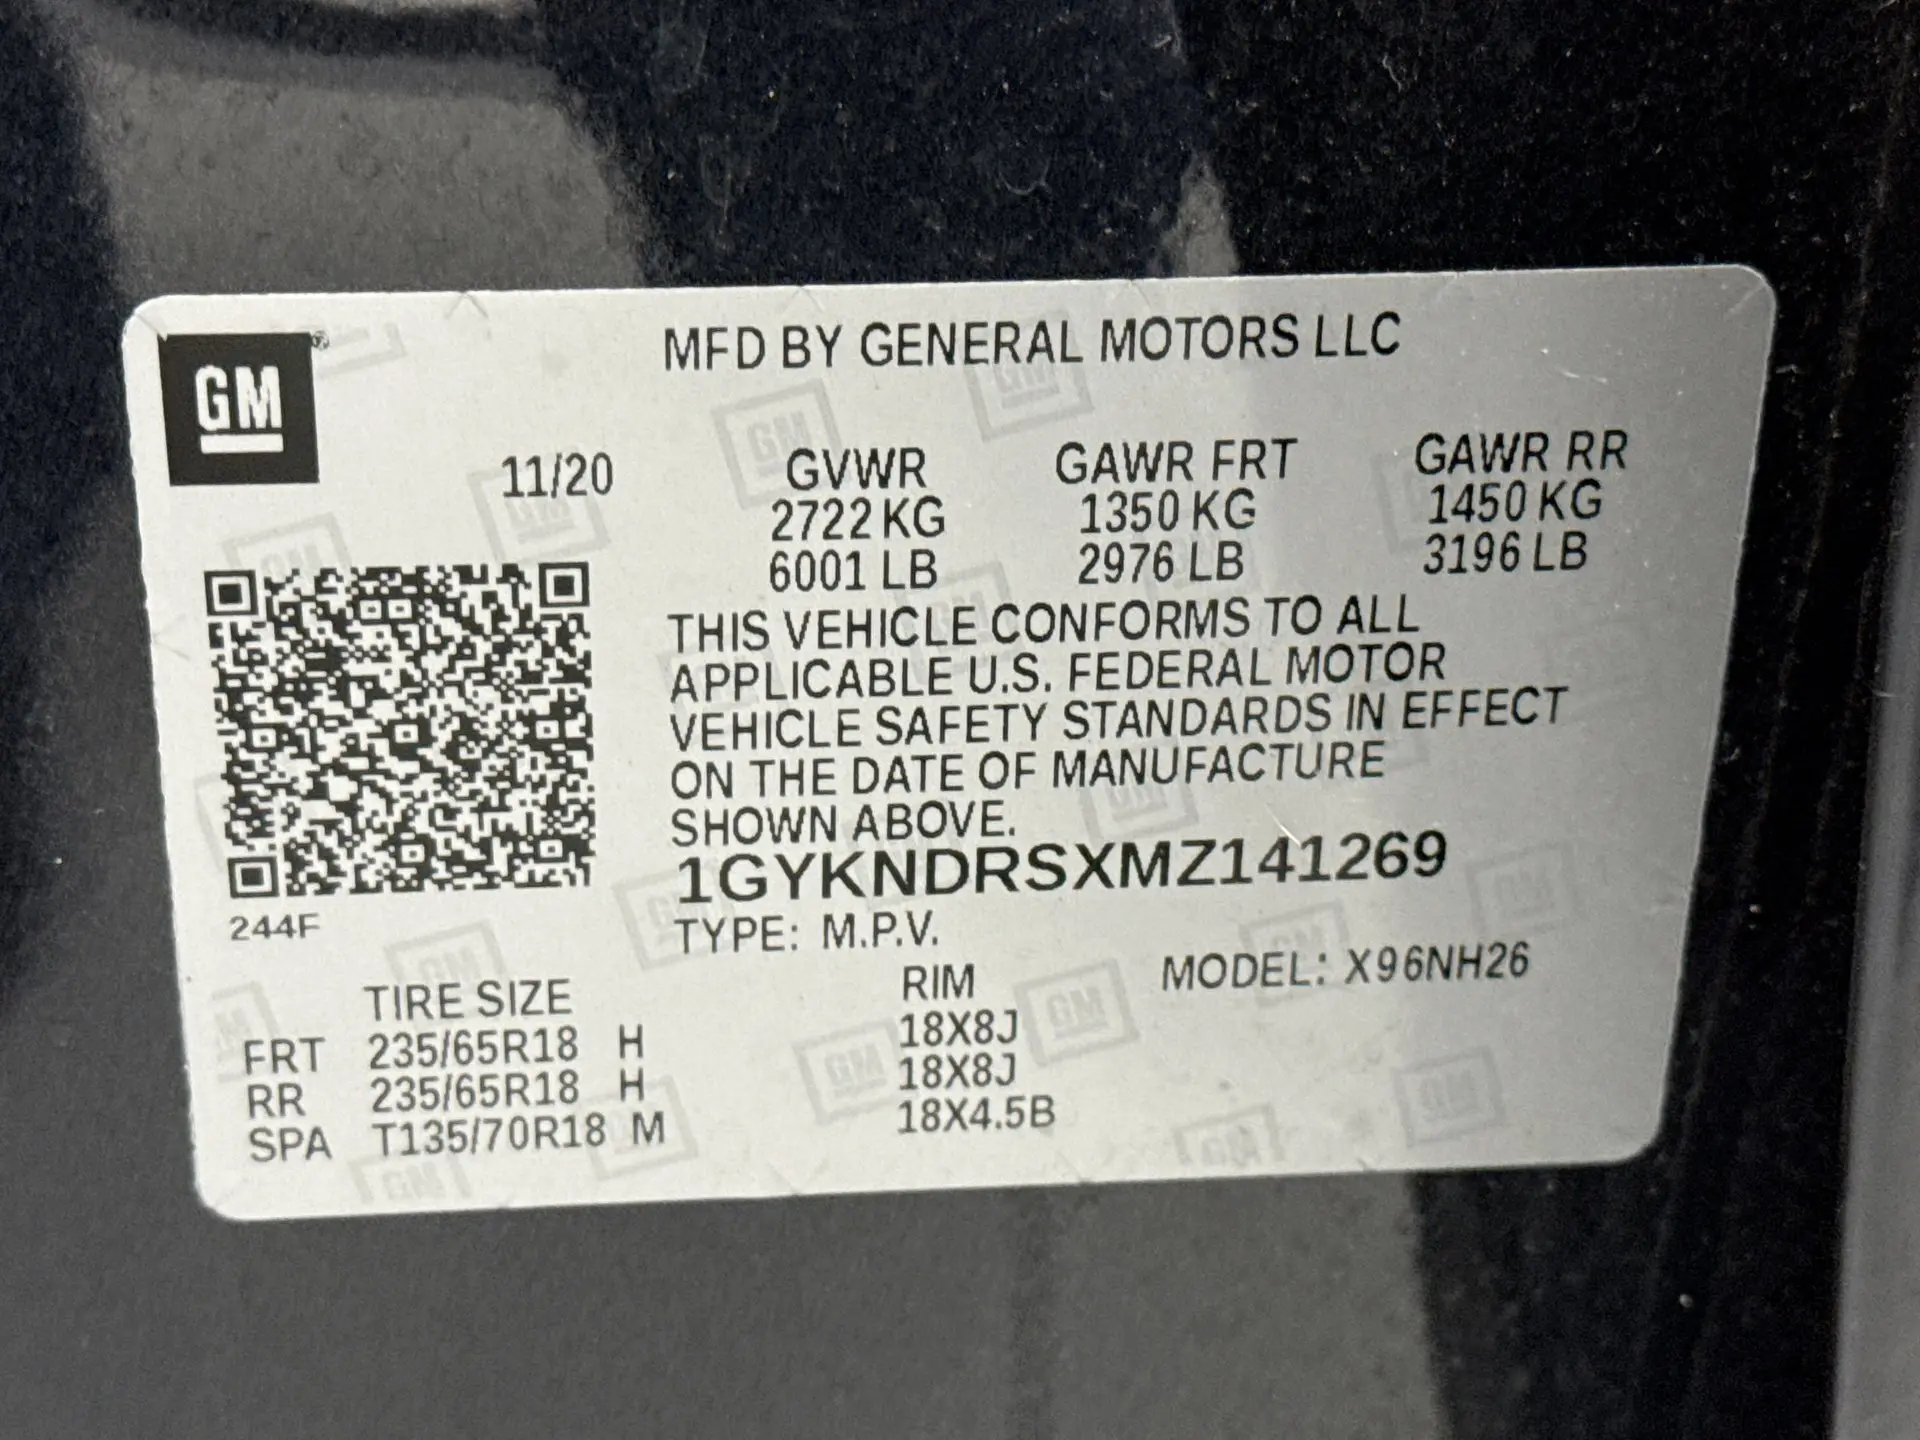 GM
MFD BY GENERAL MOTORS LLC
11/20 GVWR GAWR FRT GAWR RR
2722 KG 1350 KG 1450 KG
6001 LB 2976 LB 3196 LB
THIS VEHICLE CONFORMS TO ALL
APPLICABLE U.S. FEDERAL MOTOR
VEHICLE SAFETY STANDARDS IN EFFECT
ON THE DATE OF MANUFACTURE
SHOWN ABOVE.
1GYKNDRSXMZ141269
244F
TYPE: M.P.V.
MODEL: X96NH26
TIRE SIZE RIM
FRT 235/65R18 H 18X8J
RR 235/65R18 H 18X8J
SPA T135/70R18 M 18X4.5B